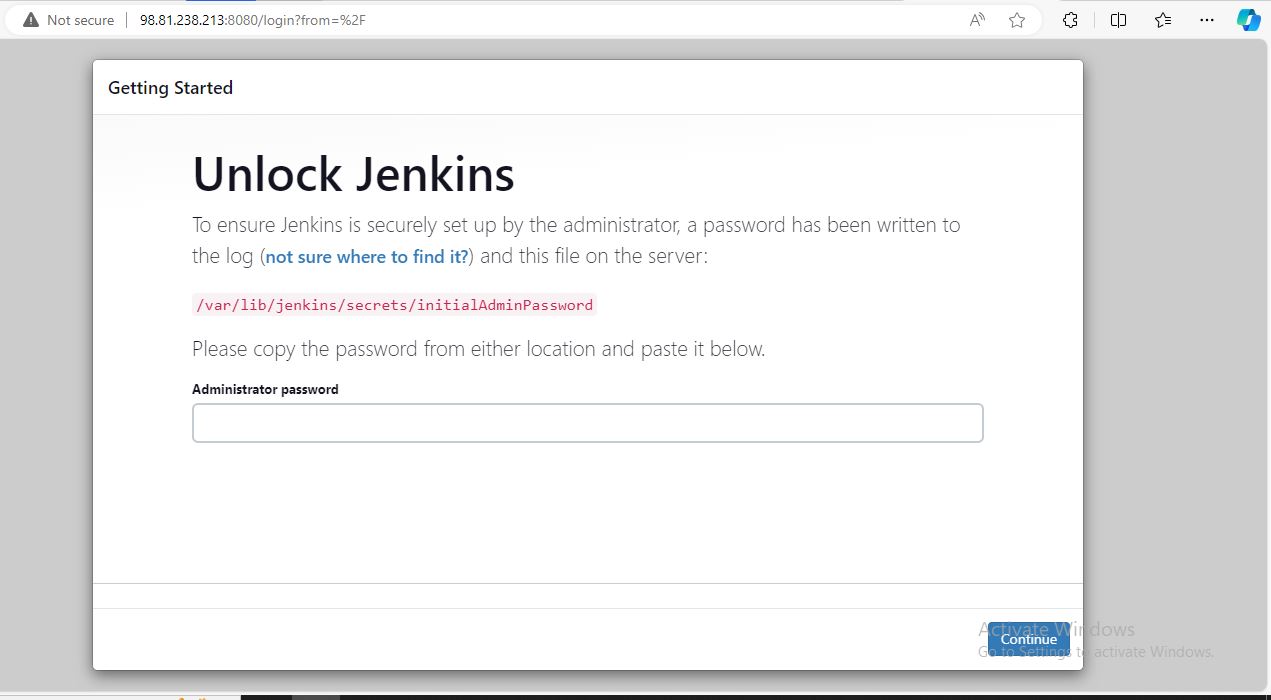 Not secure
98.81.238.213:8080/login?from=%2F
Getting Started
Unlock Jenkins
To ensure Jenkins is securely set up by the administrator, a password has been written to
the log (not sure where to find it?) and this file on the server:
/var/lib/jenkins/secrets/initialAdminPassword
Please copy the password from either location and paste it below.
Administrator password
Activate Windows
Continue
Go to Settings to activate Windows.